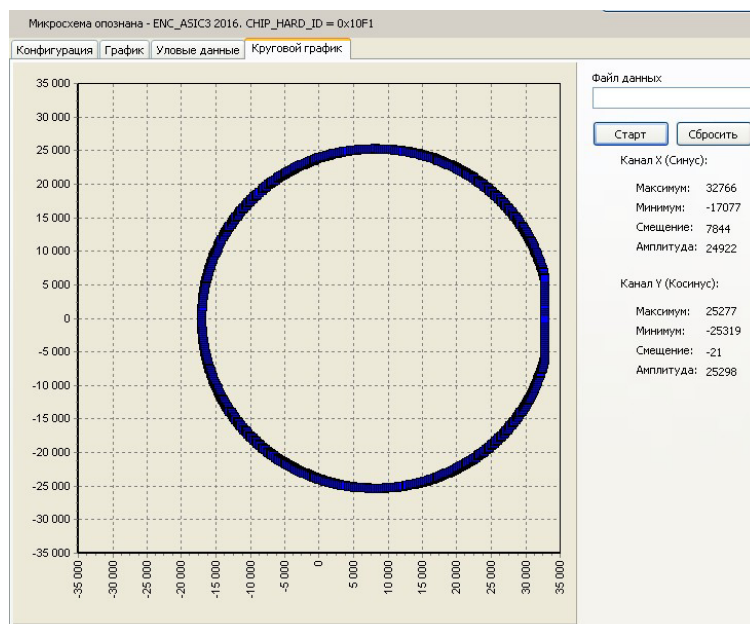 Микросхема опознана - ENC_ASIC3 2016. CHIP_HARD_ID = 0x10F1
Конфигурация График Уловые данные Круговой график
35 000
30 000
25 000
20 000
15 000
10 000
5 000
0
-5 000
-10 000
-15 000
-20 000
-25 000
-30 000
-35 000
-35 000 -30 000 -25 000 -20 000 -15 000 -10 000 -5 000 0 5 000 10 000 15 000 20 000 25 000 30 000 35 000
Файл данных
Старт Сбросить
Канал X (Синус):
Максимум: 32766
Минимум: -17077
Смещение: 7844
Амплитуда: 24922
Канал Y (Косинус):
Максимум: 25277
Минимум: -25319
Смещение: -21
Амплитуда: 25298